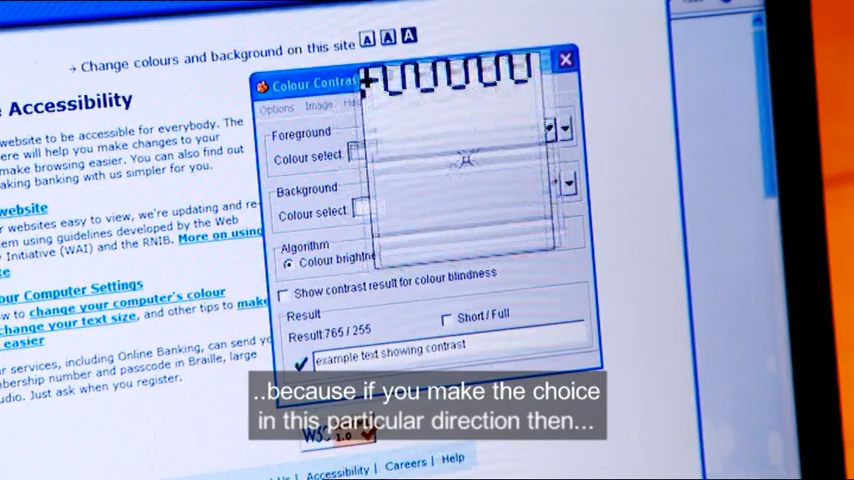 → Change colours and background on this site A A A
Accessibility
website to be accessible for everybody. The
ere will help you make changes to your
make browsing easier. You can also find out
aking banking with us simpler for you.
website
r websites easy to view, we're updating and re-
em using guidelines developed by the Web
Initiative (WAI) and the RNIB. More on using
our Computer Settings
ow to change your computer's colour
change your text size, and other tips to make
easier
r services, including Online Banking, can send
mbership number and passcode in Braille, large
udio. Just ask when you register.
Colour Contras
Options Image
Foreground
Colour select
Background
Colour select
Algorithm
Colour brightne
Show contrast result for colour blindness
Result
Result:765 / 255
Short / Full
example text showing contrast
..because if you make the choice
in this particular direction then...
1.0
Accessibility | Careers | Help